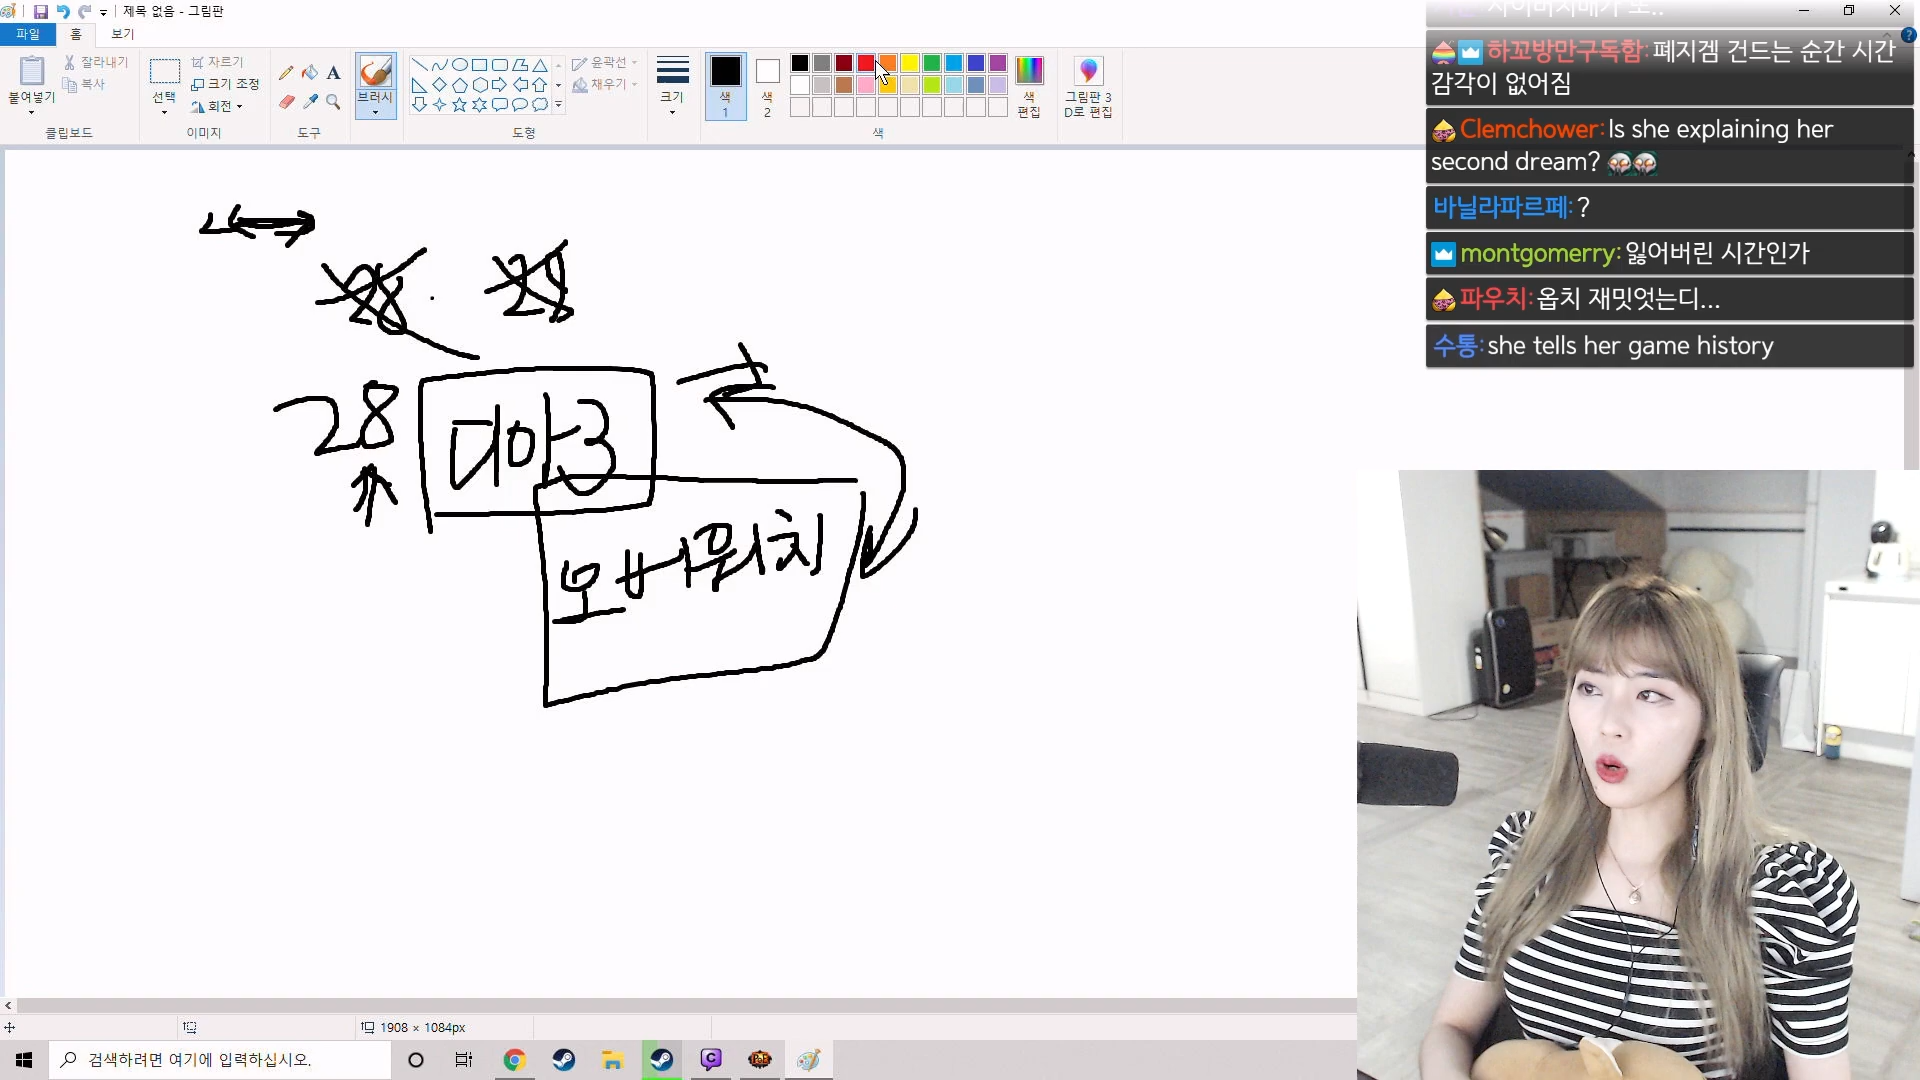 제목 없음 - 그림판
파일 홈 보기
붙여넣기
잘라내기
복사
클립보드
선택
자르기
크기 조정
회전
이미지
A
도구
브러시
도형
윤곽선
채우기
크기
색
1
색
2
색
편집
색
그림판 3
D로 편집
28 28
28 디아3
오버워치
하꼬방만구독함: 폐지겜 건드는 순간 시간
감각이 없어짐
Clemchower: Is she explaining her
second dream?
바닐라파르페: ?
montgomerry: 잃어버린 시간인가
파우치: 옵치 재밋엇는디...
수통: she tells her game history
1908 × 1084px
검색하려면 여기에 입력하십시오.